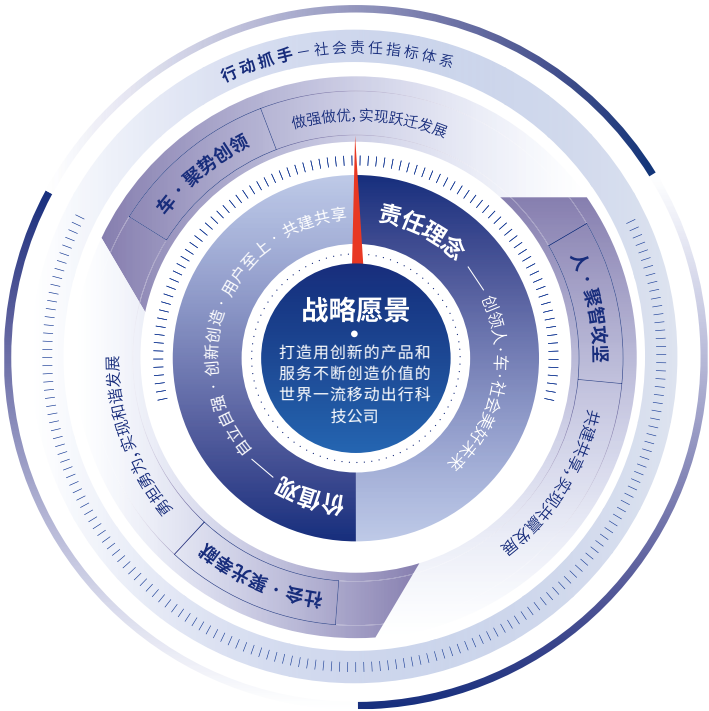 行动抓手 — 社会责任指标体系
车 · 聚势创领
做强做优，实现跃迁发展
人 · 聚智攻坚
共建共享，实现共赢发展
社会 · 聚光奉献
勇担勇为，实现和谐发展
责任理念 —— 创领人 · 车 · 社会美好未来
价值观 —— 自立自强 · 创新创造 · 用户至上 · 共建共享
战略愿景
打造用创新的产品和
服务不断创造价值的
世界一流移动出行科
技公司